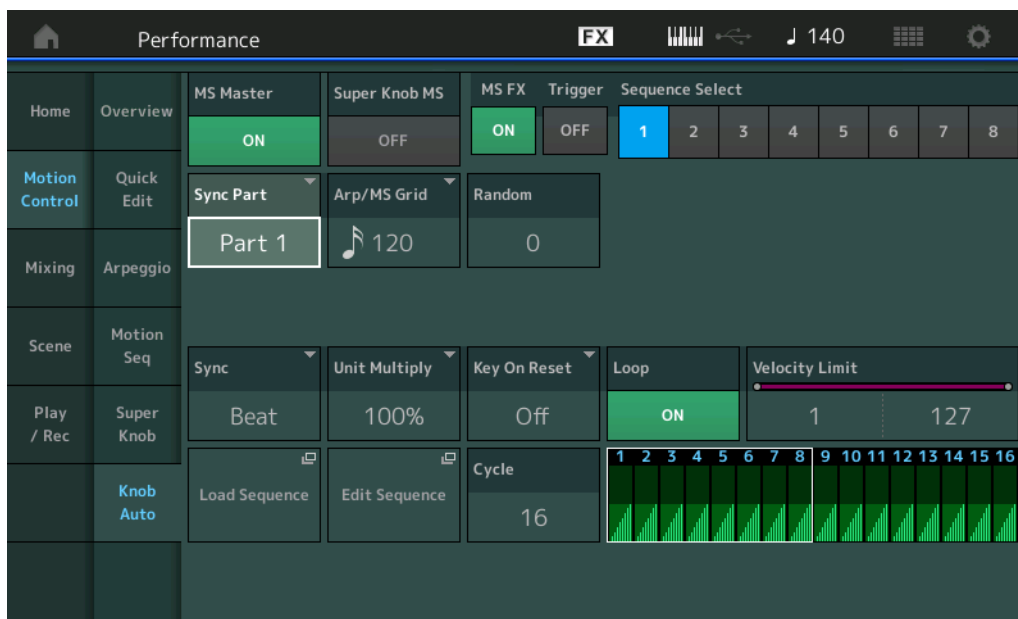 Performance
FX
140
Home
Motion
Control
Mixing
Scene
Play
/ Rec
Overview
Quick
Edit
Arpeggio
Motion
Seq
Super
Knob
Knob
Auto
MS Master
ON
Super Knob MS
OFF
MS FX
ON
Trigger
OFF
Sequence Select
1 2 3 4 5 6 7 8
Sync Part
Part 1
Arp/MS Grid
120
Random
0
Sync
Beat
Unit Multiply
100%
Key On Reset
Off
Loop
ON
Velocity Limit
1 127
Load Sequence
Edit Sequence
Cycle
16
1 2 3 4 5 6 7 8 9 10 11 12 13 14 15 16